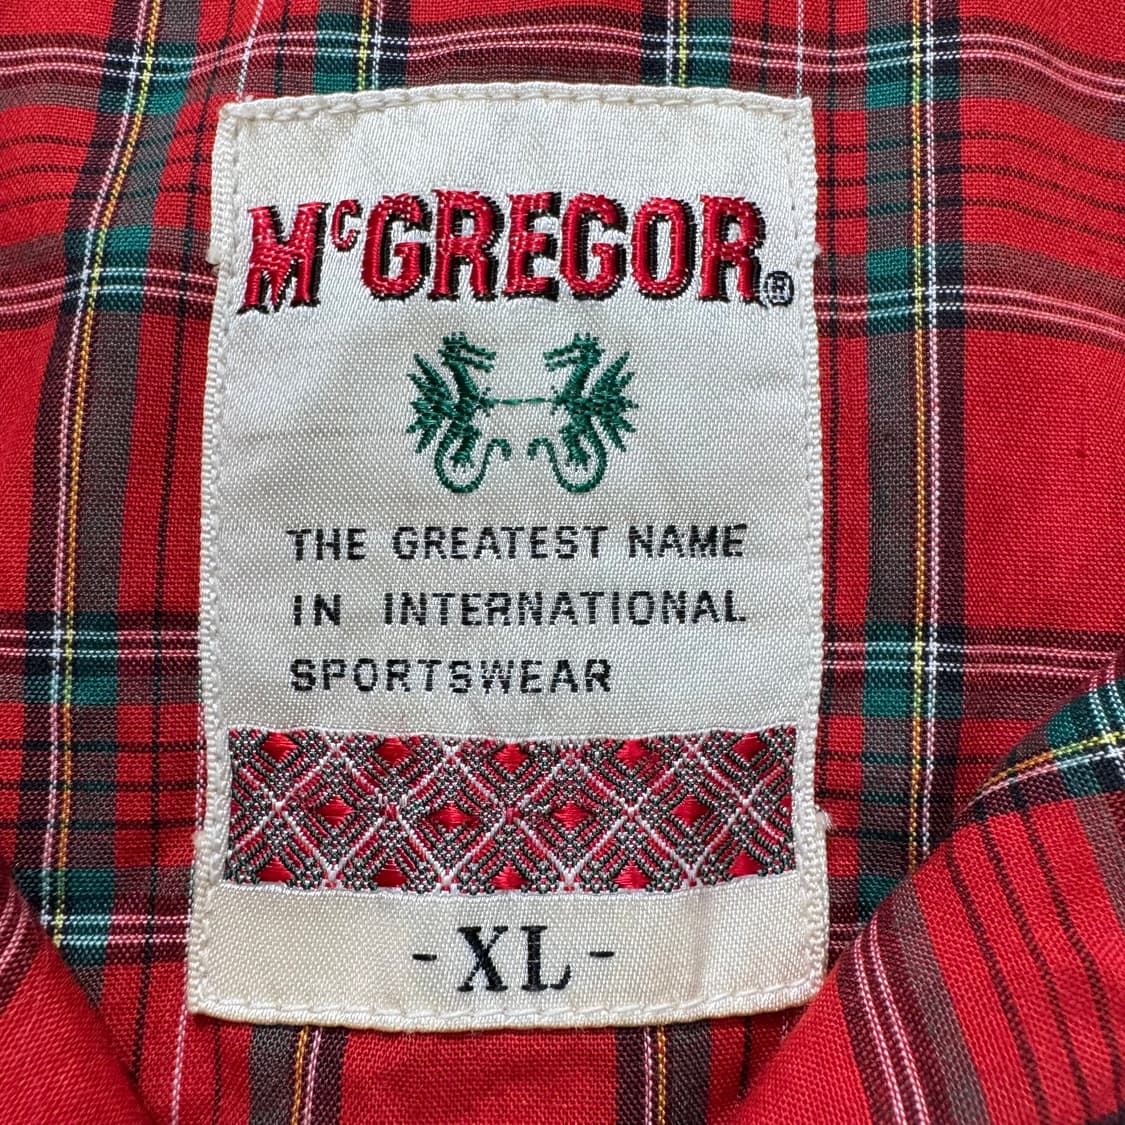 McGREGOR®
THE GREATEST NAME
IN INTERNATIONAL
SPORTSWEAR
-XL-